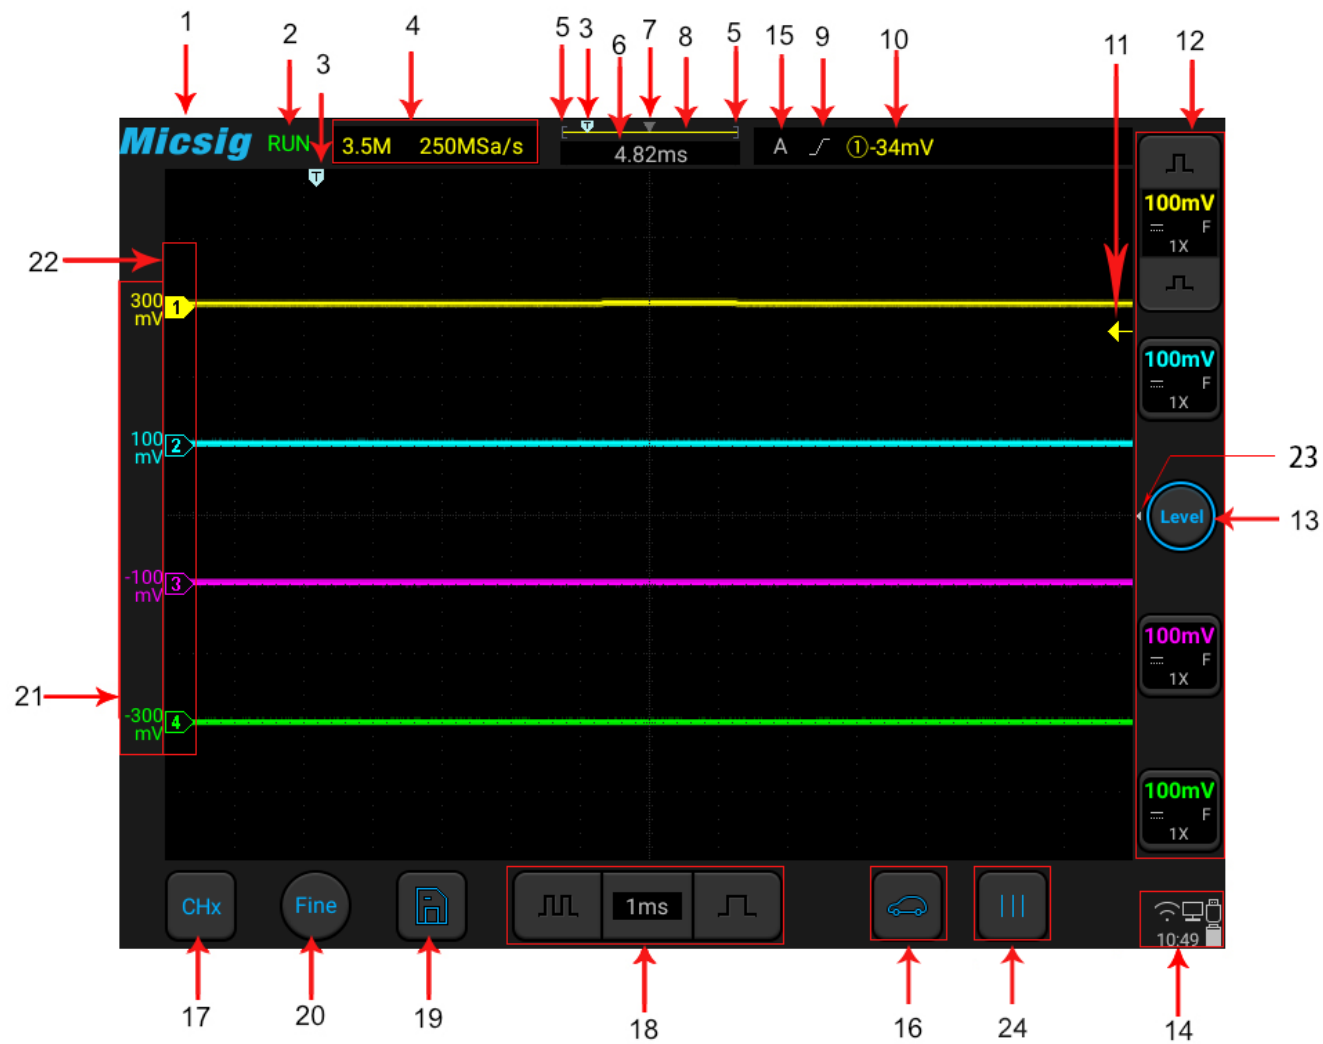 1
2
3
4
5
3
6
7
8
5
15
9
10
11
12
Micsig
RUN
3.5M 250MSa/s
T
4.82ms
A
①-34mV
T
100mV
F
1X
22
300
mV
1
100mV
F
1X
100
mV
2
23
Level
13
-100
mV
3
100mV
F
1X
21
-300
mV
4
100mV
F
1X
CHx
Fine
1ms
10:49
17
20
19
18
16
24
14